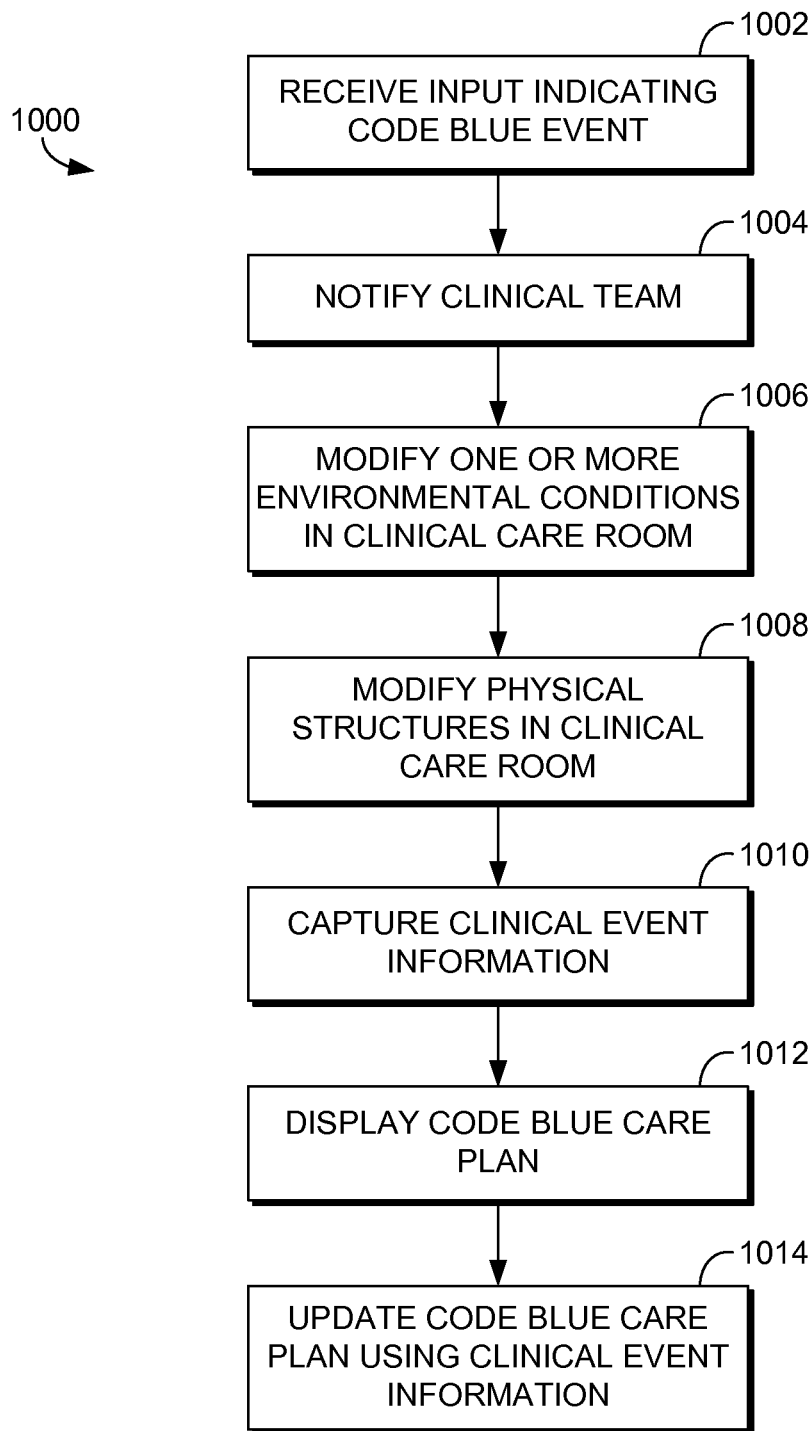 1002
RECEIVE INPUT INDICATING
CODE BLUE EVENT
1000
1004
NOTIFY CLINICAL TEAM
1006
MODIFY ONE OR MORE
ENVIRONMENTAL CONDITIONS
IN CLINICAL CARE ROOM
1008
MODIFY PHYSICAL
STRUCTURES IN CLINICAL
CARE ROOM
1010
CAPTURE CLINICAL EVENT
INFORMATION
1012
DISPLAY CODE BLUE CARE
PLAN
1014
UPDATE CODE BLUE CARE
PLAN USING CLINICAL EVENT
INFORMATION